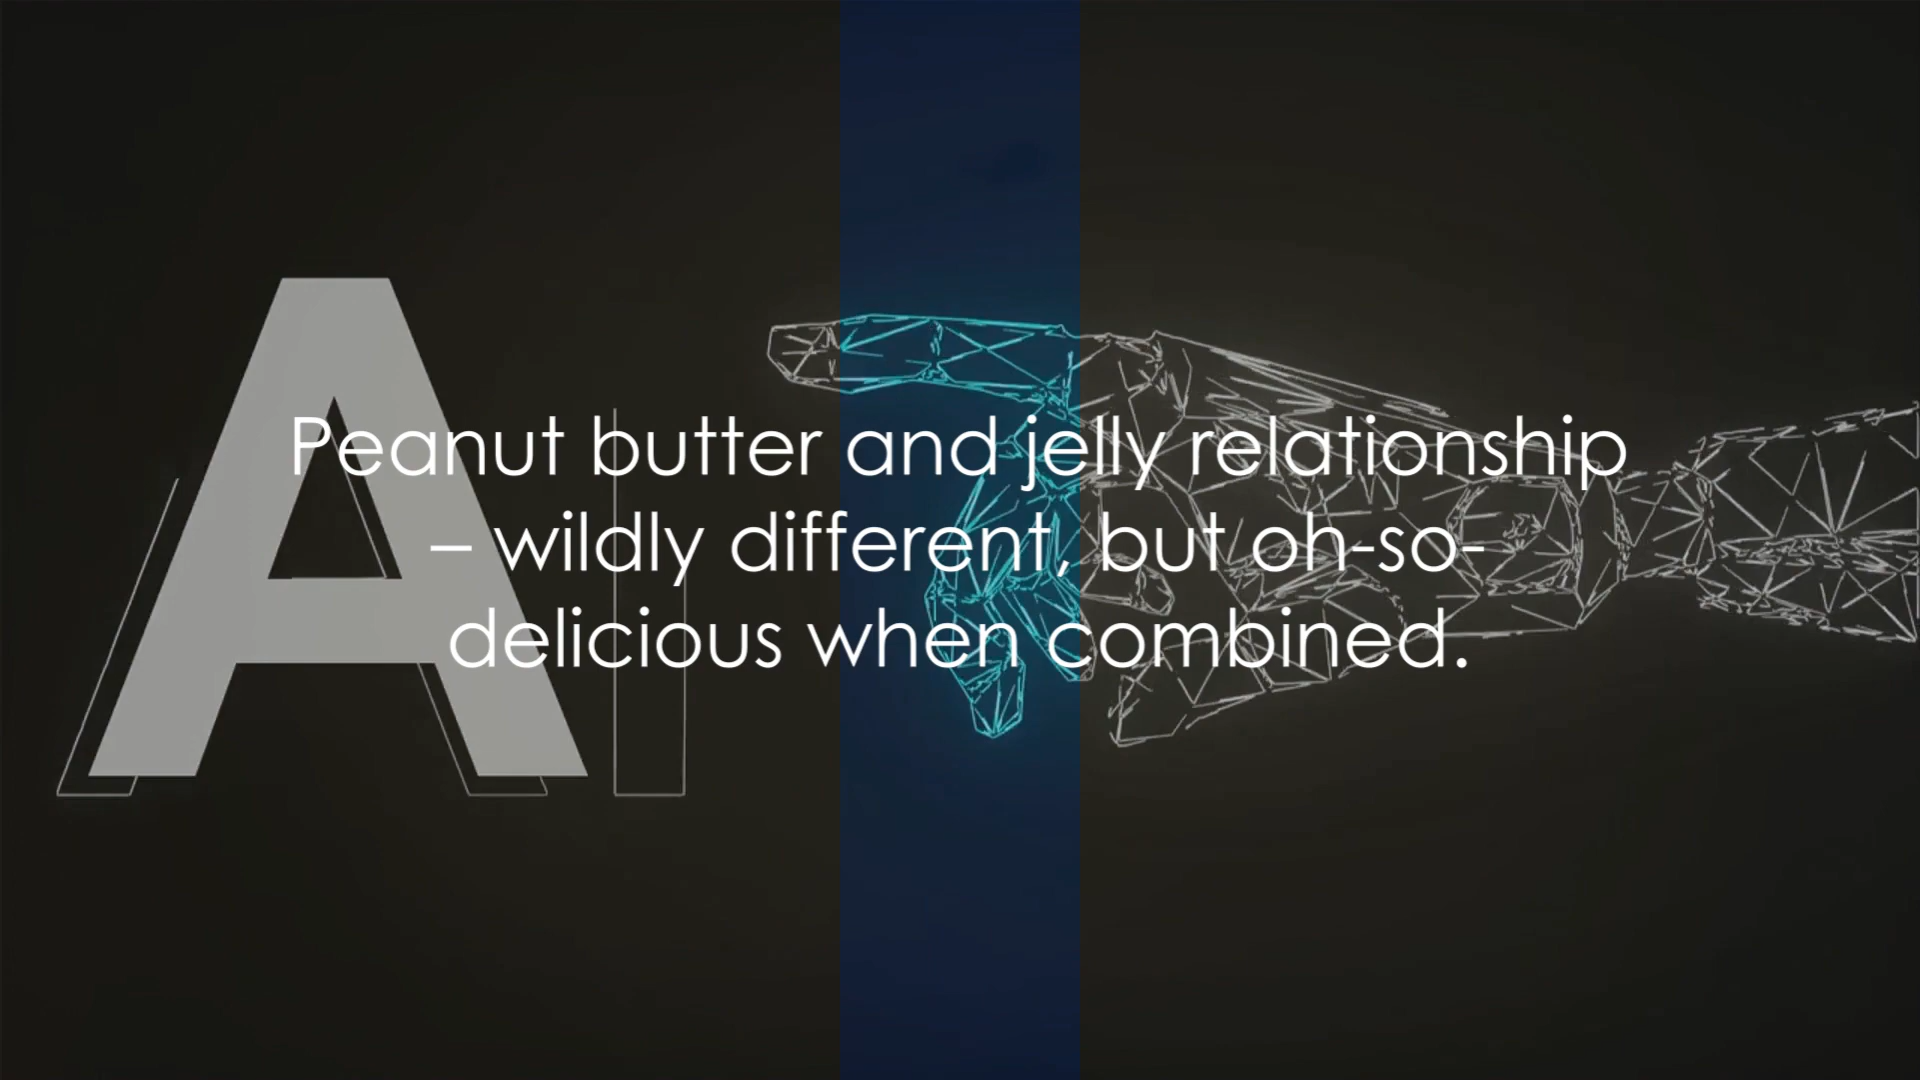 AI
Peanut butter and jelly relationship
– wildly different, but oh-so-
delicious when combined.